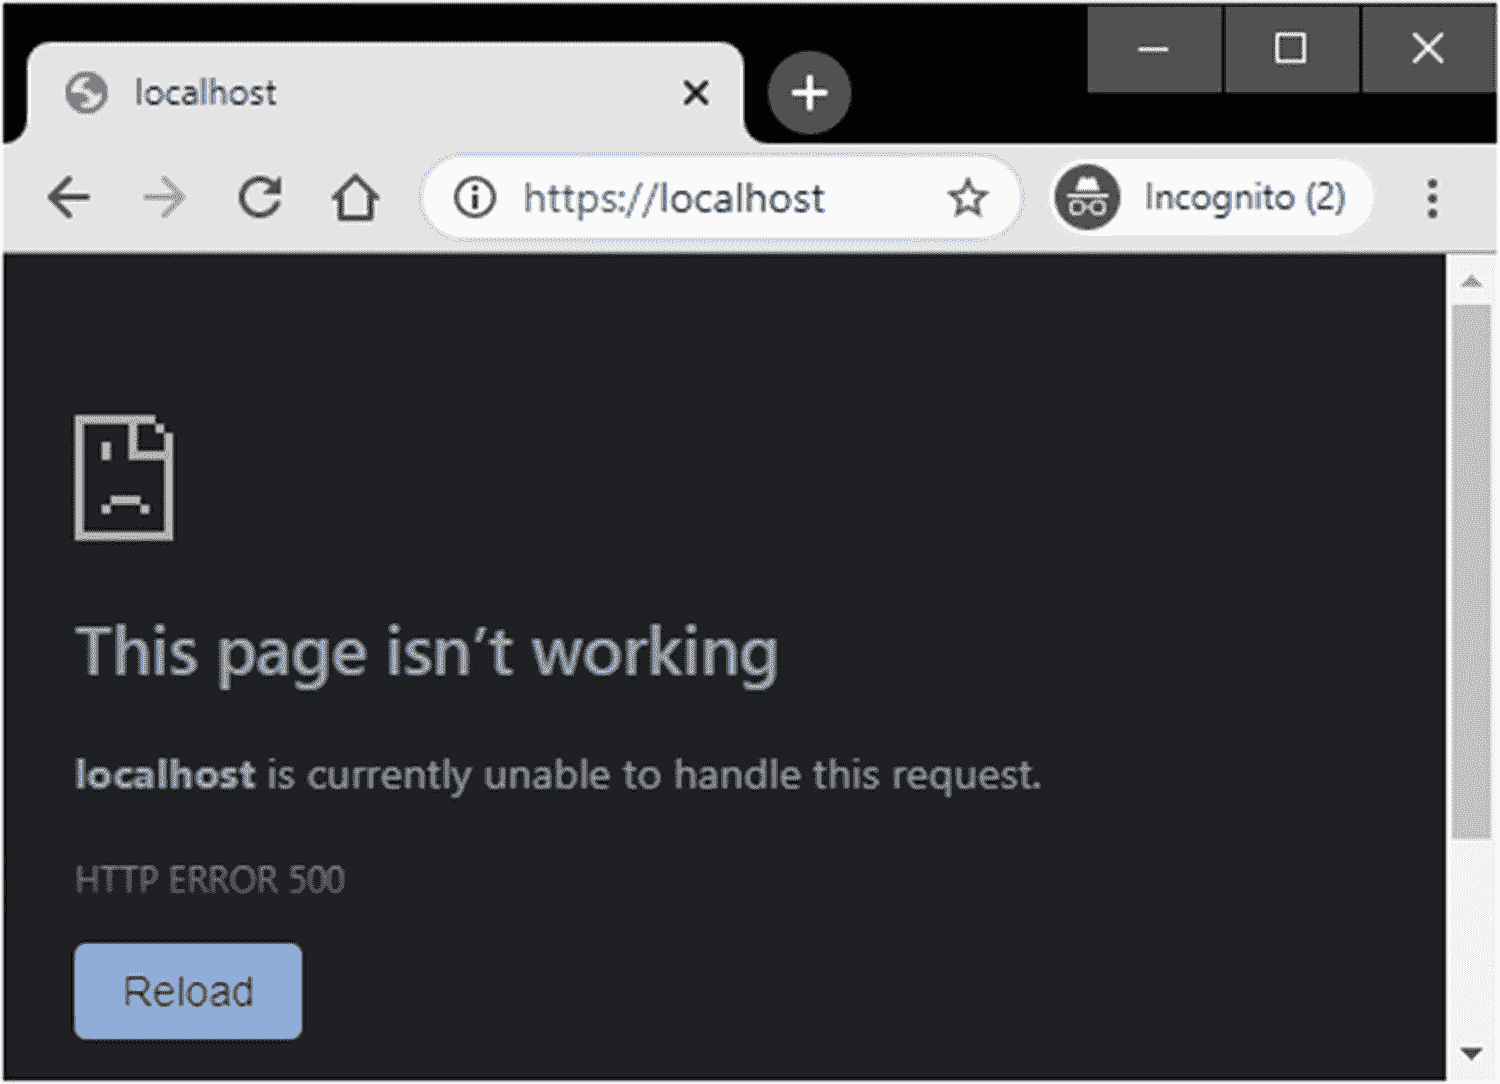 localhost
https://localhost
Incognito (2)
This page isn’t working
localhost is currently unable to handle this request.
HTTP ERROR 500
Reload